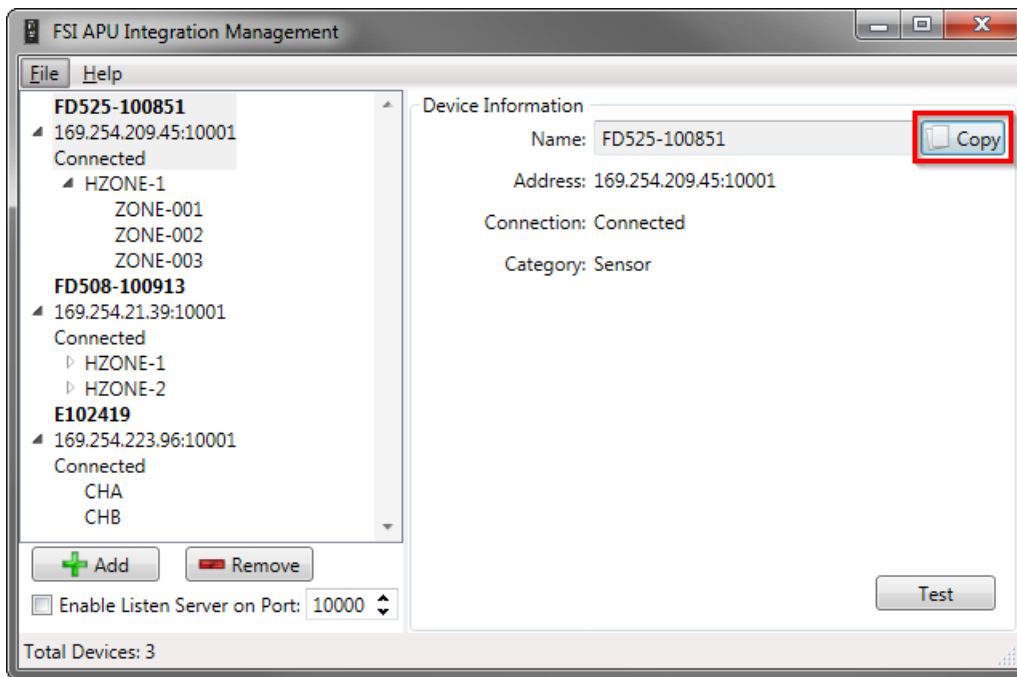 FSI APU Integration Management
File Help
FD525-100851
169.254.209.45:10001
Connected
HZONE-1
ZONE-001
ZONE-002
ZONE-003
FD508-100913
169.254.21.39:10001
Connected
HZONE-1
HZONE-2
E102419
169.254.223.96:10001
Connected
CHA
CHB
Add Remove
Enable Listen Server on Port: 10000
Device Information
Name: FD525-100851 Copy
Address: 169.254.209.45:10001
Connection: Connected
Category: Sensor
Test
Total Devices: 3